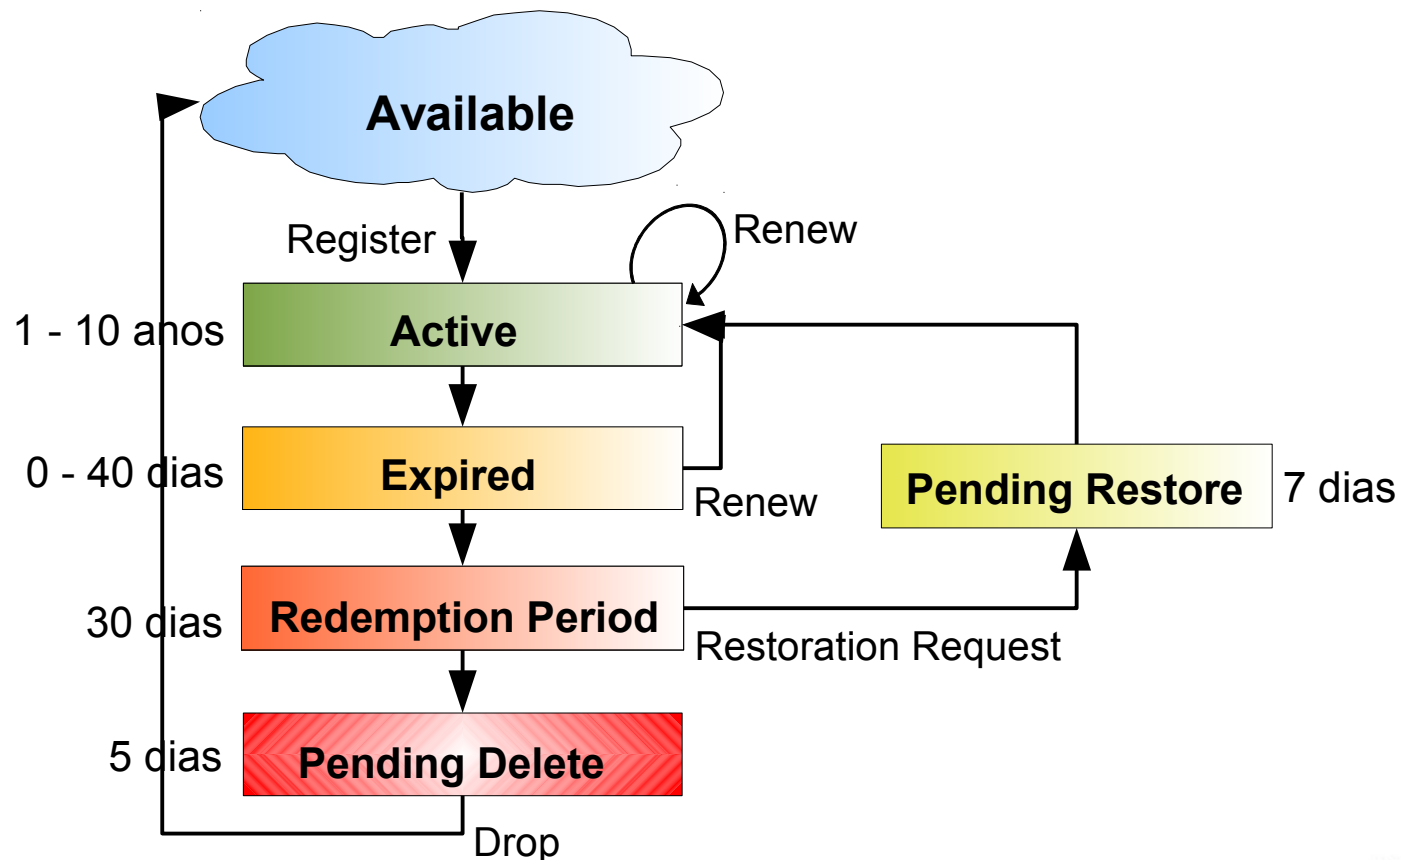 Available
Register
Renew
1 - 10 anos
Active
0 - 40 dias
Expired
Renew
Pending Restore
7 dias
30 dias
Redemption Period
Restoration Request
5 dias
Pending Delete
Drop